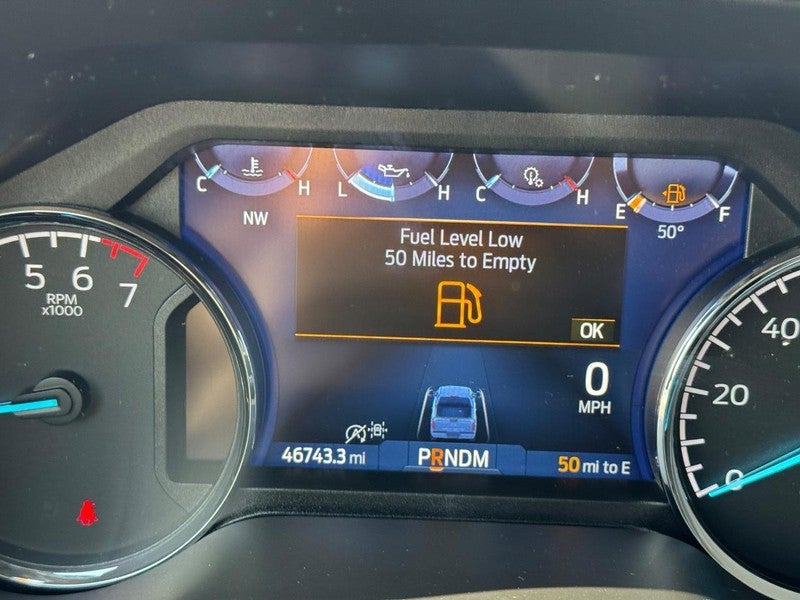 C H L H C H E F
NW
50°
Fuel Level Low
50 Miles to Empty
OK
5 6 7
RPM
x1000
40
20
0
0
MPH
46743.3 mi
PRNDM
50 mi to E